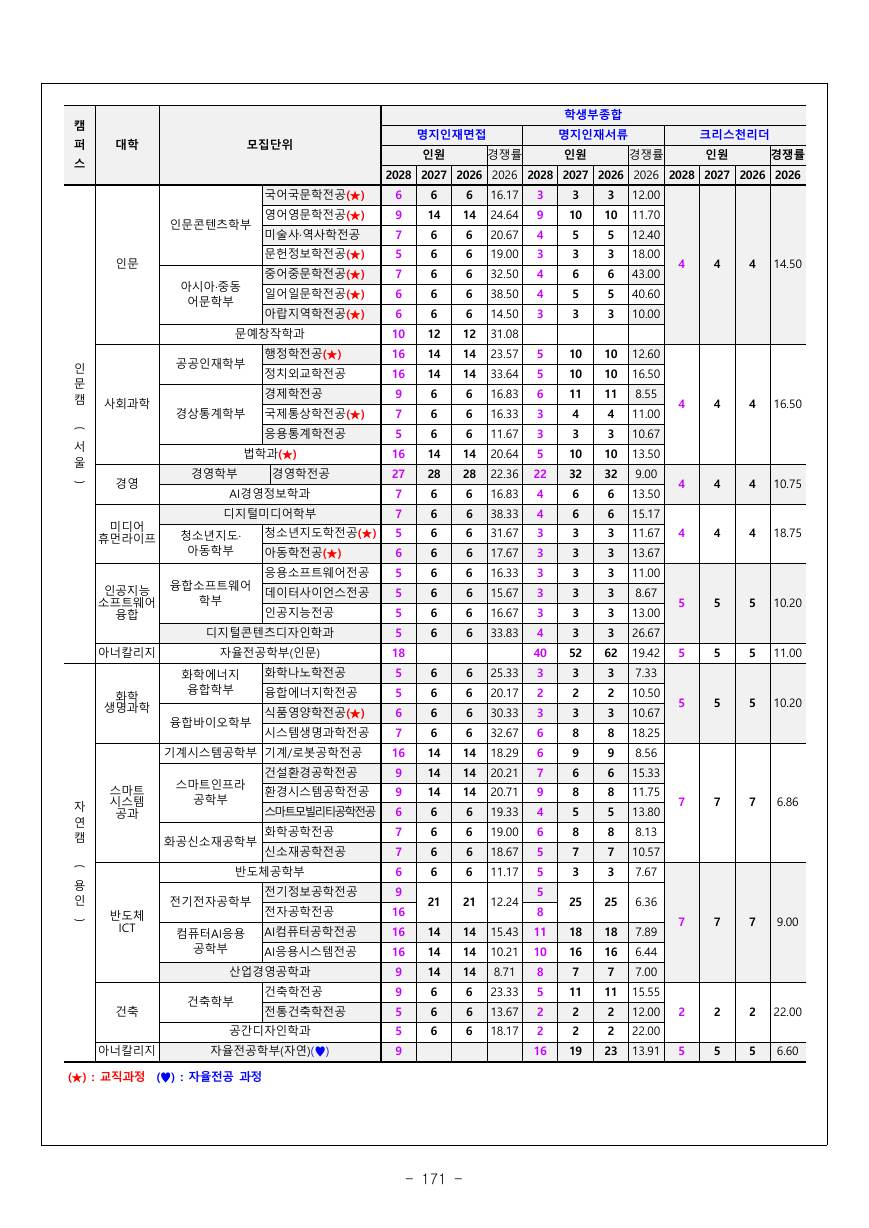 캠퍼스 대학 모집단위 학생부종합
명지인재면접 명지인재서류 크리스천리더
인원 경쟁률 인원 경쟁률 인원 경쟁률
2028 2027 2026 2026 2028 2027 2026 2026 2028 2027 2026 2026
인문캠 (서울)
인문 인문콘텐츠학부 국어국문학전공(★) 6 6 6 16.17 3 3 3 12.00 4 4 4 14.50
영어영문학전공(★) 9 14 14 24.64 9 10 10 11.70
미술사·역사학전공 7 6 6 20.67 4 5 5 12.40
문헌정보학전공(★) 5 6 6 19.00 3 3 3 18.00
아시아·중동 어문학부 중어중문학전공(★) 7 6 6 32.50 4 6 6 43.00
일어일문학전공(★) 6 6 6 38.50 4 5 5 40.60
아랍지역학전공(★) 6 6 6 14.50 3 3 3 10.00
문예창작학과 10 12 12 31.08
사회과학 공공인재학부 행정학전공(★) 16 14 14 23.57 5 10 10 12.60 4 4 4 16.50
정치외교학전공 16 14 14 33.64 5 10 10 16.50
경상통계학부 경제학전공 9 6 6 16.83 6 11 11 8.55
국제통상학전공(★) 7 6 6 16.33 3 4 4 11.00
응용통계학전공 5 6 6 11.67 3 3 3 10.67
법학과(★) 16 14 14 20.64 5 10 10 13.50
경영 경영학부 경영학전공 27 28 28 22.36 22 32 32 9.00 4 4 4 10.75
AI경영정보학과 7 6 6 16.83 4 6 6 13.50
미디어 휴먼라이프 디지털미디어학부 7 6 6 38.33 4 6 6 15.17 4 4 4 18.75
청소년지도· 아동학부 청소년지도학전공(★) 5 6 6 31.67 3 3 3 11.67
아동학전공(★) 6 6 6 17.67 3 3 3 13.67
인공지능 소프트웨어 융합 융합소프트웨어 학부 응용소프트웨어전공 5 6 6 16.33 3 3 3 11.00 5 5 5 10.20
데이터사이언스전공 5 6 6 15.67 3 3 3 8.67
인공지능전공 5 6 6 16.67 3 3 3 13.00
디지털콘텐츠디자인학과 5 6 6 33.83 4 3 3 26.67
아너칼리지 자율전공학부(인문) 18 40 52 62 19.42 5 5 5 11.00
자연캠 (용인)
화학 생명과학 화학에너지 융합학부 화학나노학전공 5 6 6 25.33 3 3 3 7.33 5 5 5 10.20
융합에너지학전공 5 6 6 20.17 2 2 2 10.50
융합바이오학부 식품영양학전공(★) 6 6 6 30.33 3 3 3 10.67
시스템생명과학전공 7 6 6 32.67 6 8 8 18.25
스마트 시스템 공과 기계시스템공학부 기계/로봇공학전공 16 14 14 18.29 6 9 9 8.56 7 7 7 6.86
스마트인프라 공학부 건설환경공학전공 9 14 14 20.21 7 6 6 15.33
환경시스템공학전공 9 14 14 20.71 9 8 8 11.75
스마트모빌리티공학전공 6 6 6 19.33 4 5 5 13.80
화공신소재공학부 화학공학전공 7 6 6 19.00 6 8 8 8.13
신소재공학전공 7 6 6 18.67 5 7 7 10.57
반도체 ICT 반도체공학부 6 6 6 11.17 5 3 3 7.67 7 7 7 9.00
전기전자공학부 전기정보공학전공 9 21 21 12.24 5 25 25 6.36
전자공학전공 16 8
컴퓨터AI응용 공학부 AI컴퓨터공학전공 16 14 14 15.43 11 18 18 7.89
AI응용시스템전공 16 14 14 10.21 10 16 16 6.44
산업경영공학과 9 14 14 8.71 8 7 7 7.00
건축 건축학부 건축학전공 9 6 6 23.33 5 11 11 15.55 2 2 2 22.00
전통건축학전공 5 6 6 13.67 2 2 2 12.00
공간디자인학과 5 6 6 18.17 2 2 2 22.00
아너칼리지 자율전공학부(자연)(♥) 9 16 19 23 13.91 5 5 5 6.60
(★) : 교직과정 (♥) : 자율전공 과정
- 171 -